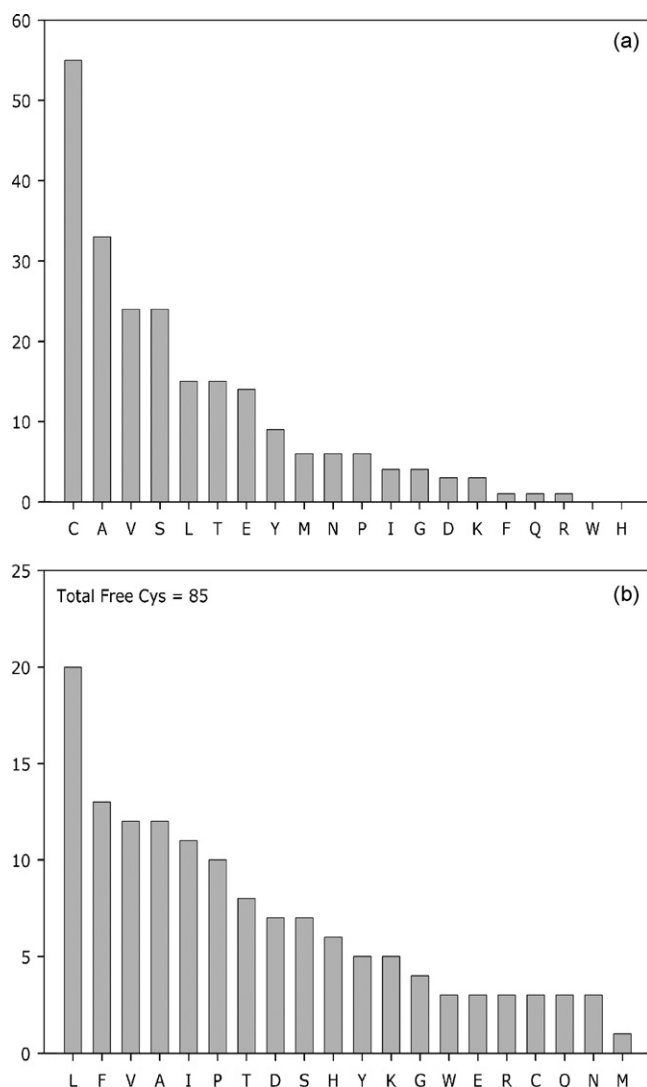 (a)
60
50
40
30
20
10
0
C A V S L T E Y M N P I G D K F Q R W H
(b)
Total Free Cys = 85
25
20
15
10
5
0
L F V A I P T D S H Y K G W E R C Q N M